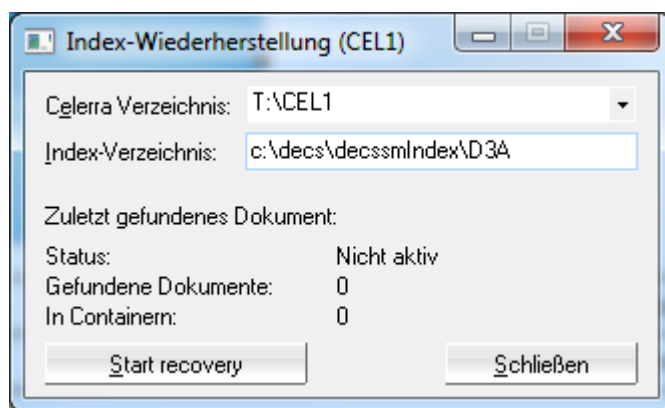 Index-Wiederherstellung (CEL1)
Celerra Verzeichnis: T:\CEL1
Index-Verzeichnis: c:\decs\decssmIndex\D3A
Zuletzt gefundenes Dokument:
Status: Nicht aktiv
Gefundene Dokumente: 0
In Containern: 0
Start recovery Schließen